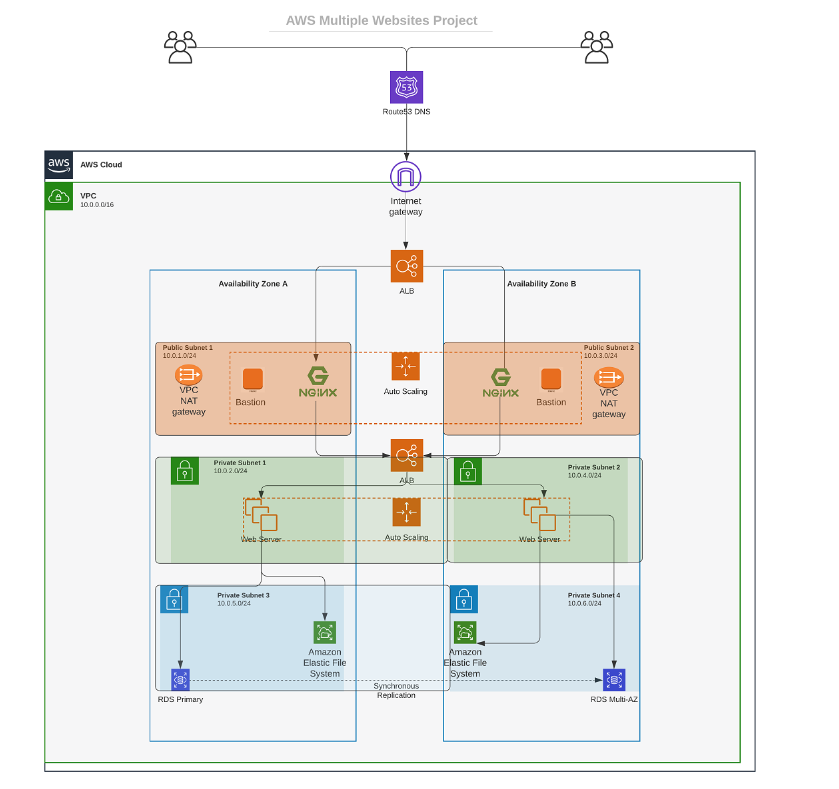 AWS Multiple Websites Project
53
Route53 DNS
aws
AWS Cloud
VPC
10.0.0.0/16
Internet
gateway
ALB
Availability Zone A
Availability Zone B
Public Subnet 1
10.0.1.0/24
Public Subnet 2
10.0.3.0/24
VPC
NAT
gateway
Bastion
NGINX
Auto Scaling
NGINX
Bastion
VPC
NAT
gateway
ALB
Private Subnet 1
10.0.2.0/24
Private Subnet 2
10.0.4.0/24
Web Server
Auto Scaling
Web Server
Private Subnet 3
10.0.5.0/24
Private Subnet 4
10.0.6.0/24
Amazon
Elastic File
System
Amazon
Elastic File
System
RDS Primary
Synchronous
Replication
RDS Multi-AZ